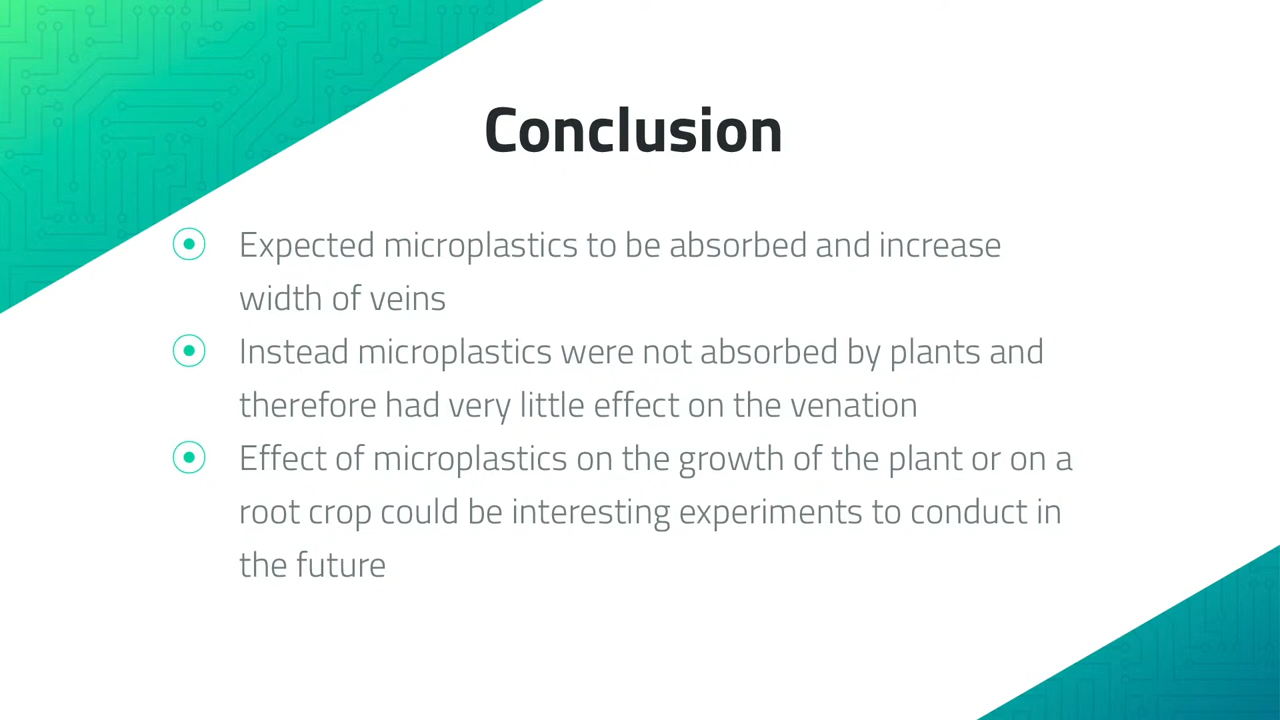 Conclusion
Expected microplastics to be absorbed and increase
width of veins
Instead microplastics were not absorbed by plants and
therefore had very little effect on the venation
Effect of microplastics on the growth of the plant or on a
root crop could be interesting experiments to conduct in
the future